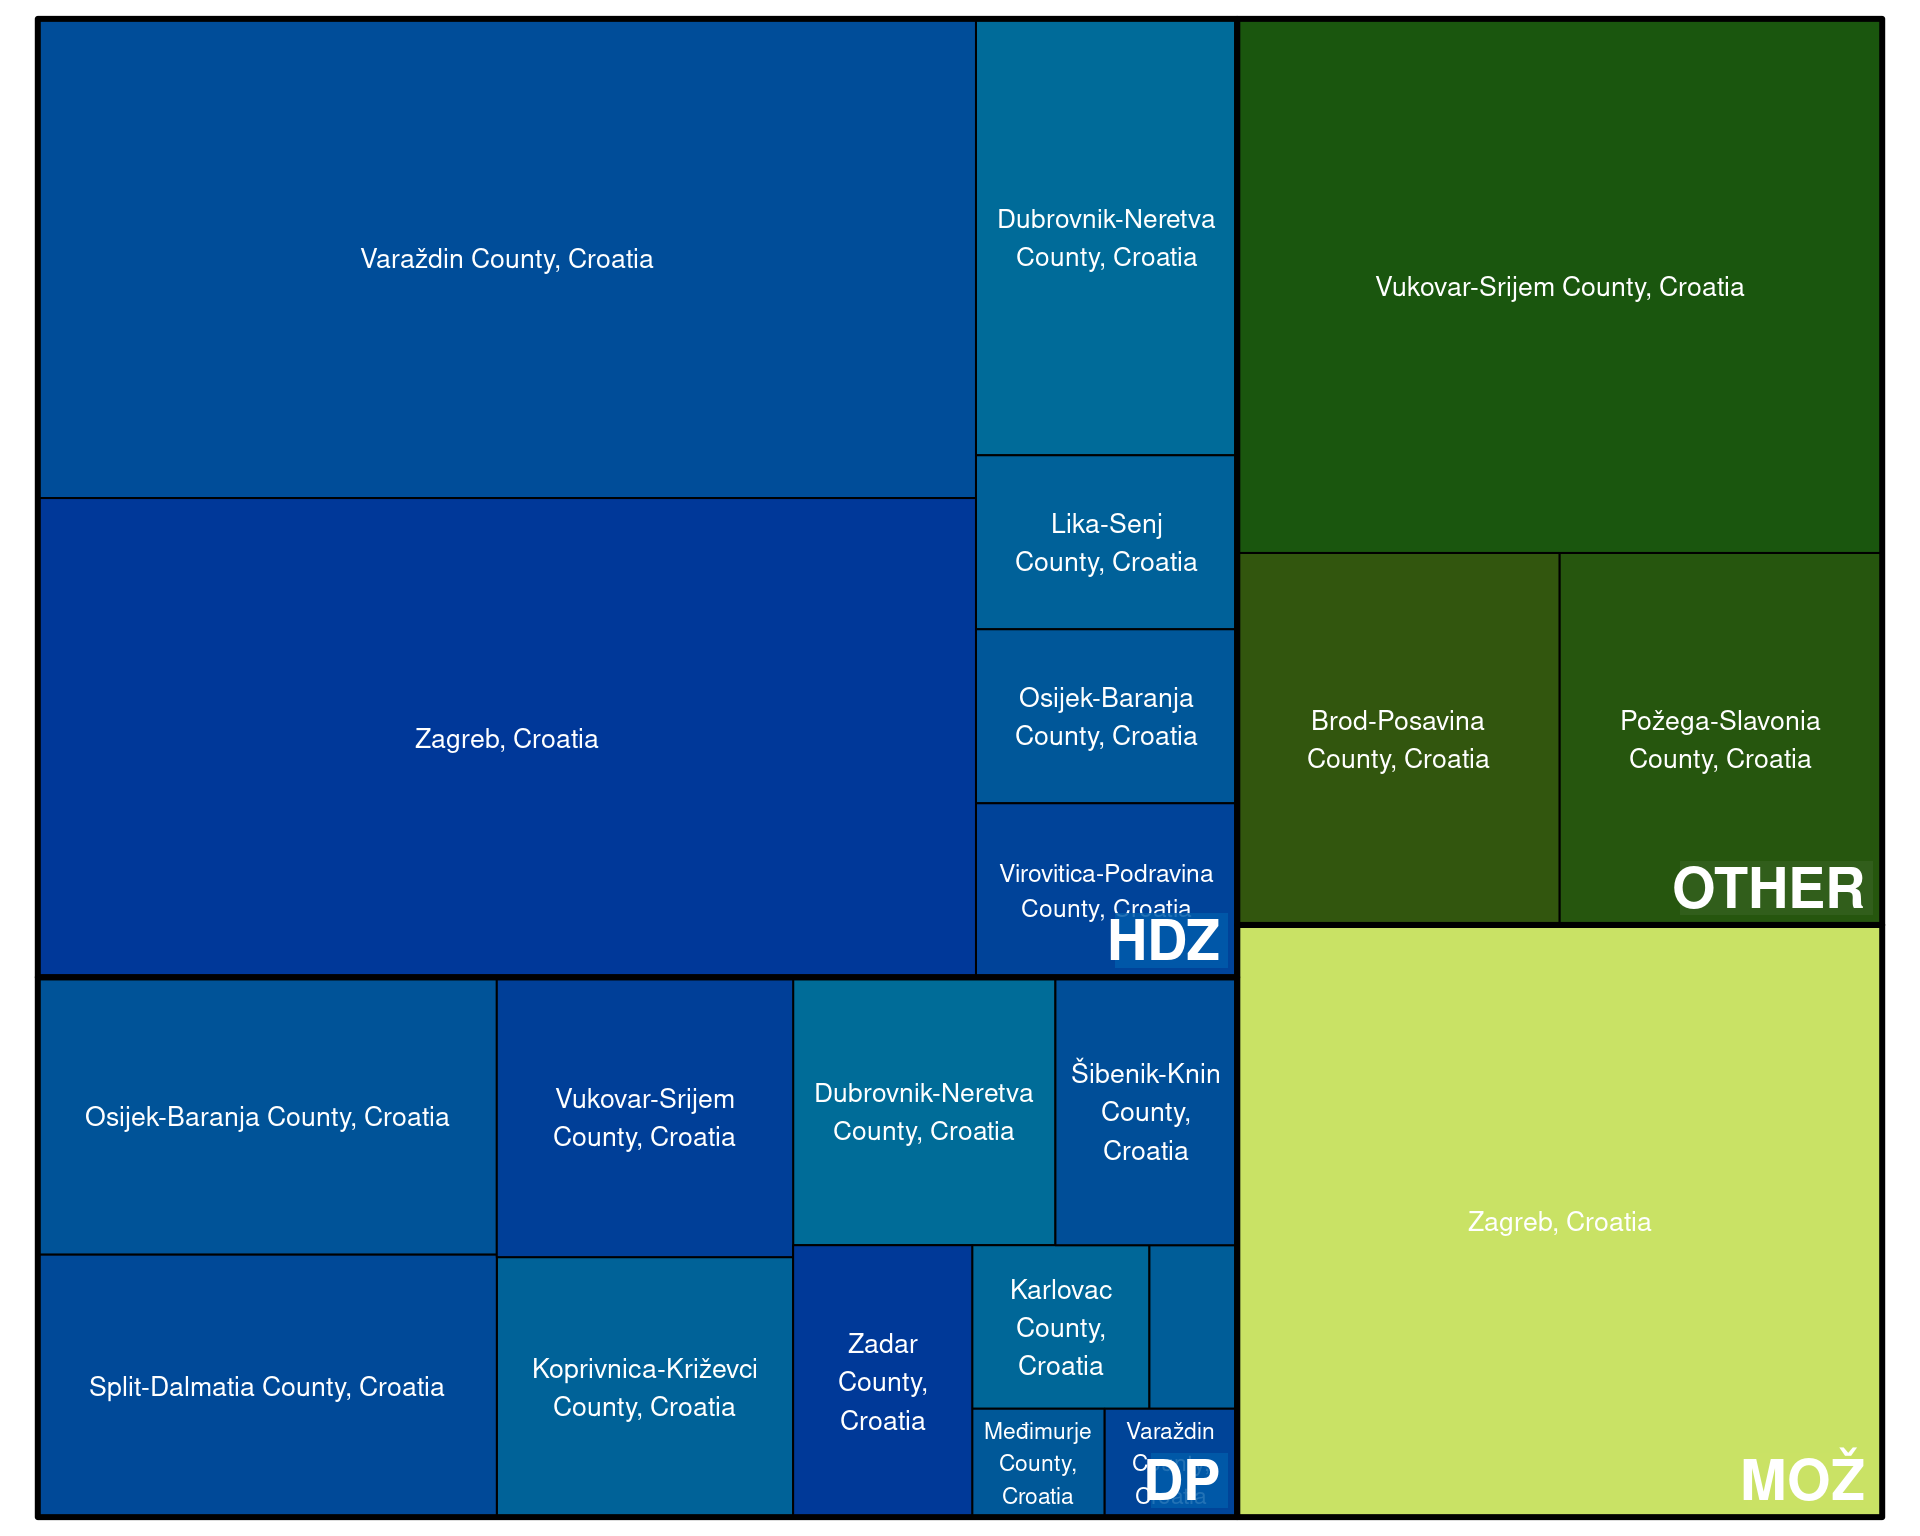 Varaždin County, Croatia
Zagreb, Croatia
Dubrovnik-Neretva
County, Croatia
Lika-Senj
County, Croatia
Osijek-Baranja
County, Croatia
Virovitica-Podravina
County, Croatia
HDZ
Vukovar-Srijem County, Croatia
Brod-Posavina
County, Croatia
Požega-Slavonia
County, Croatia
OTHER
Osijek-Baranja County, Croatia
Split-Dalmatia County, Croatia
Vukovar-Srijem
County, Croatia
Koprivnica-Križevci
County, Croatia
Dubrovnik-Neretva
County, Croatia
Šibenik-Knin
County,
Croatia
Zadar
County,
Croatia
Karlovac
County,
Croatia
Međimurje
County,
Croatia
Varaždin
County,
Croatia
DP
Zagreb, Croatia
MOŽ